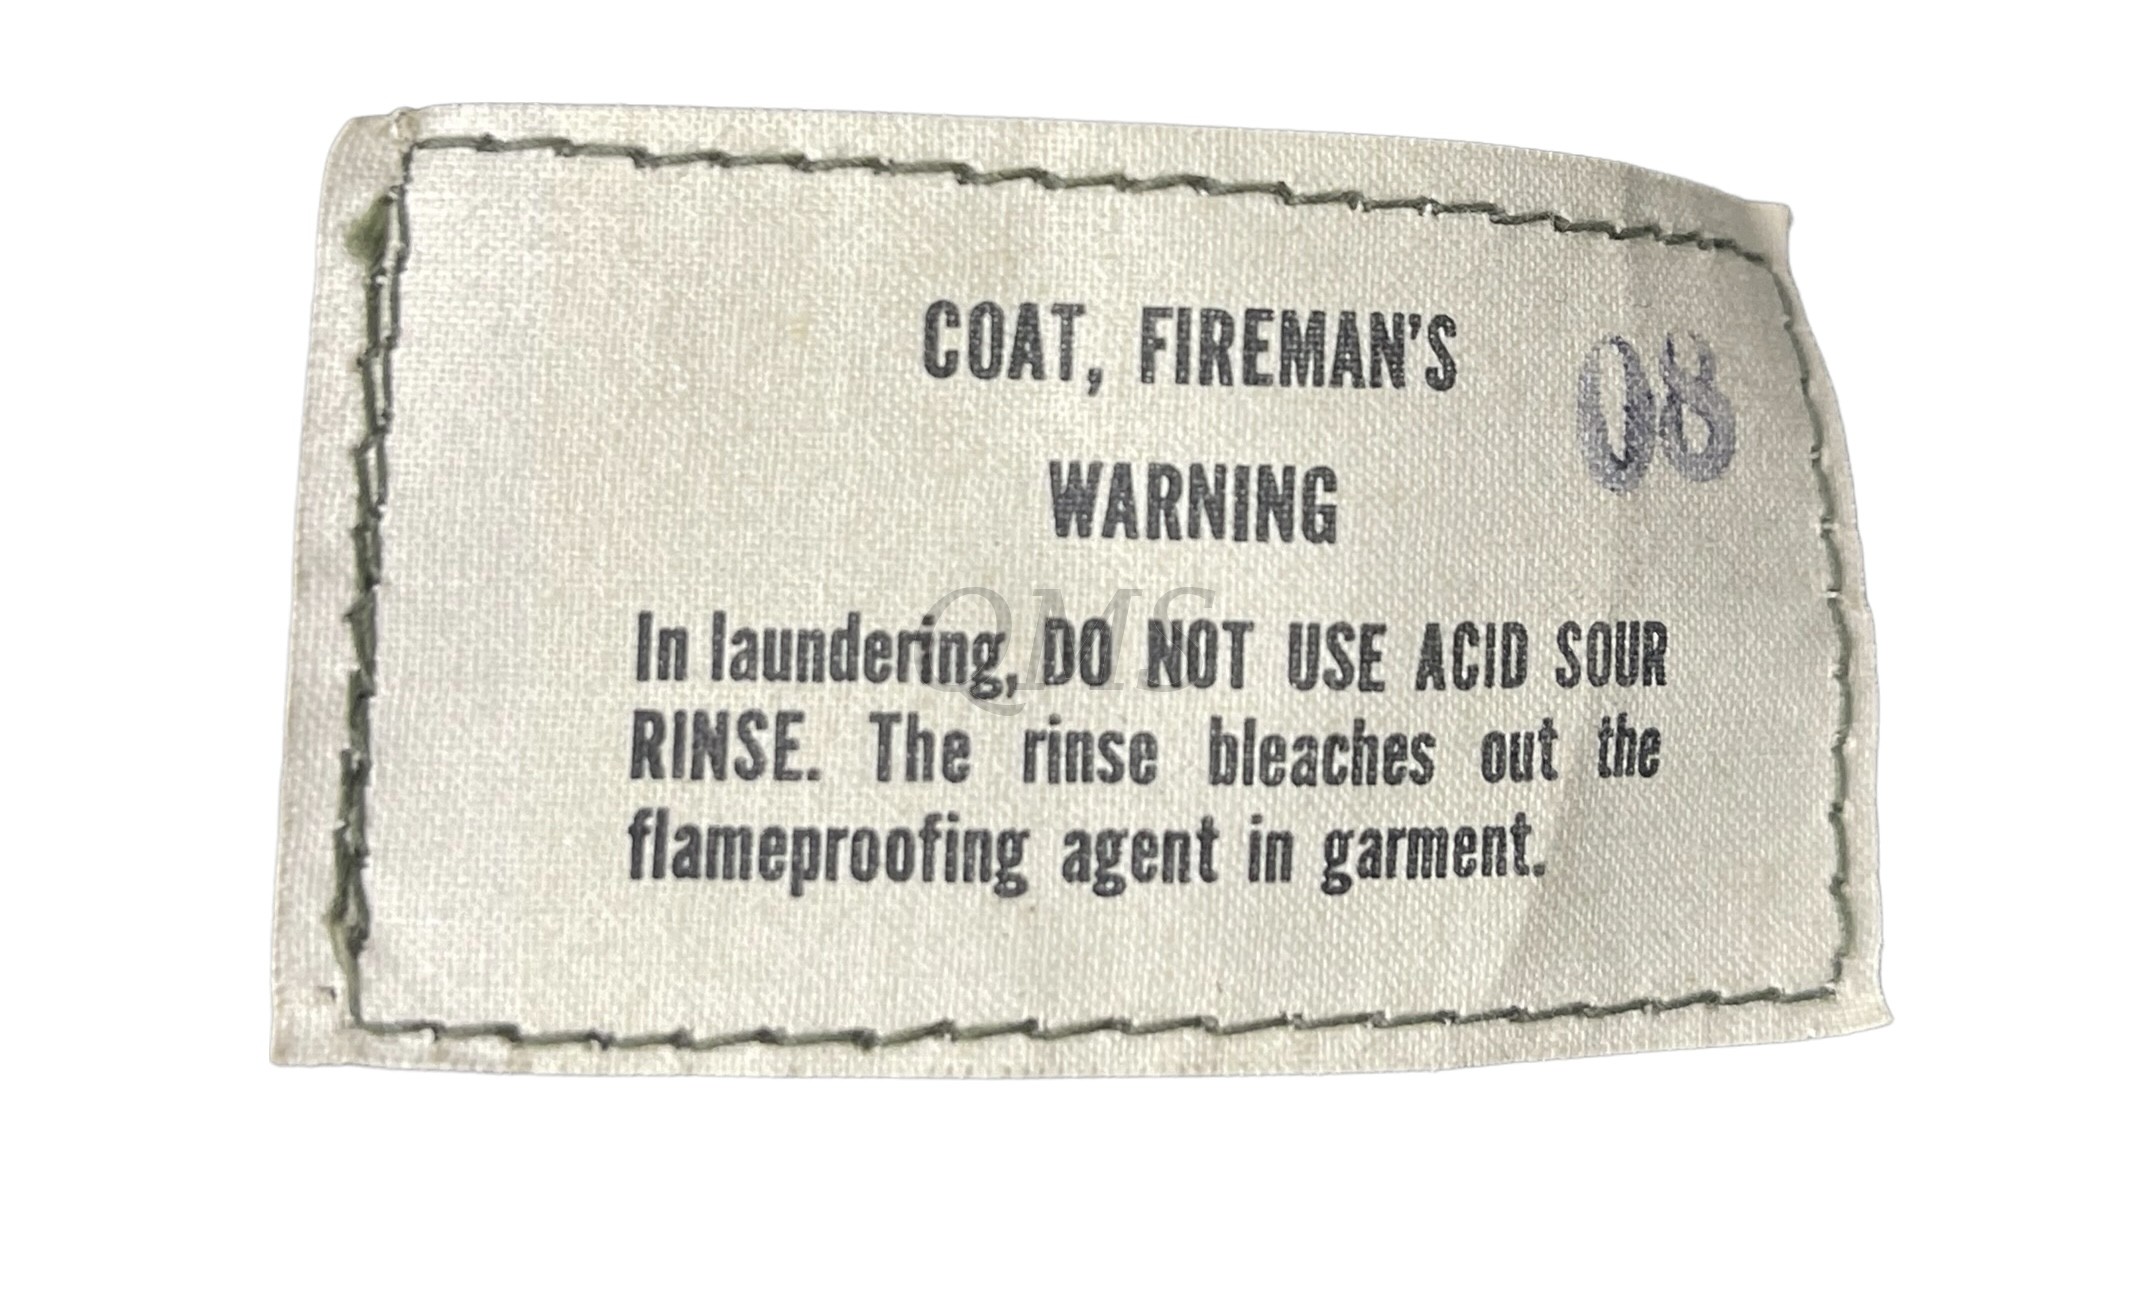 COAT, FIREMAN'S
08
WARNING
QMS
In laundering, DO NOT USE ACID SOUR
RINSE. The rinse bleaches out the
flameproofing agent in garment.